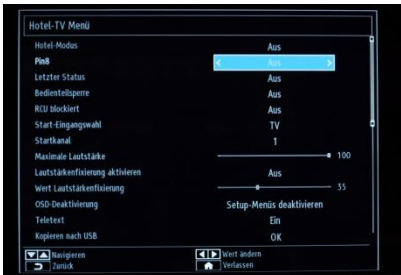 Hotel-TV Menü
Hotel-Modus Aus
Pin8 Aus
Letzter Status Aus
Bedienteilsperre Aus
RCU blockiert Aus
Start-Eingangswahl TV
Startkanal 1
Maximale Lautstärke 100
Lautstärkenfixierung aktivieren Aus
Wert Lautstärkenfixierung 35
OSD-Deaktivierung Setup-Menüs deaktivieren
Teletext Ein
Kopieren nach USB OK
Navigieren Wert ändern
Zurück Verlassen